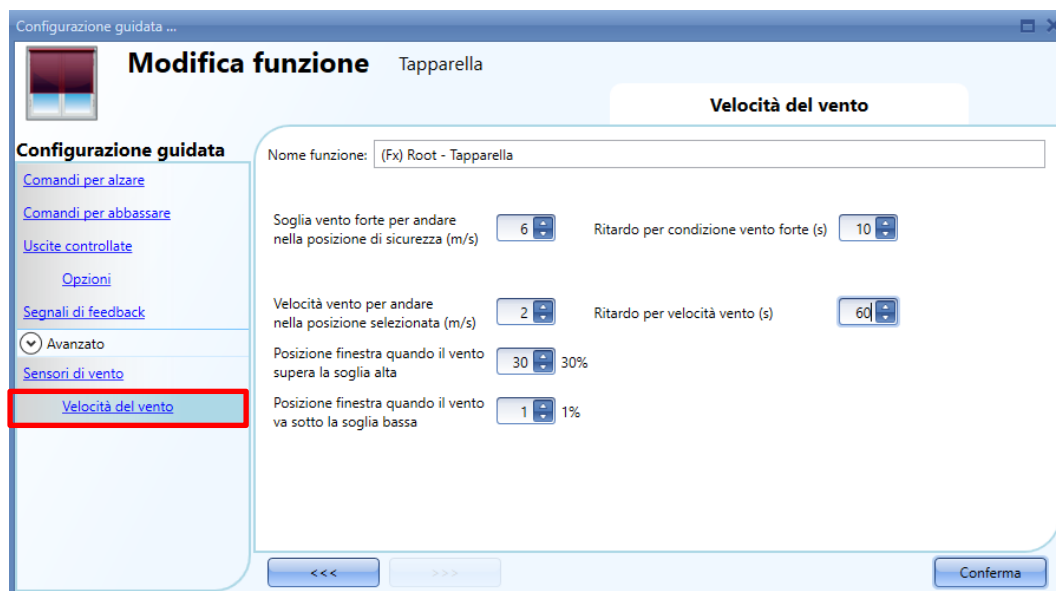 Configurazione guidata ...
Modifica funzione Tapparella
Velocità del vento
Configurazione guidata
Nome funzione: (Fx) Root - Tapparella
Comandi per alzare
Comandi per abbassare
Uscite controllate
Opzioni
Segnali di feedback
Avanzato
Sensori di vento
Velocità del vento
Soglia vento forte per andare
nella posizione di sicurezza (m/s) 6 Ritardo per condizione vento forte (s) 10
Velocità vento per andare
nella posizione selezionata (m/s) 2 Ritardo per velocità vento (s) 60
Posizione finestra quando il vento
supera la soglia alta 30 30%
Posizione finestra quando il vento
va sotto la soglia bassa 1 1%
<<< >>> Conferma